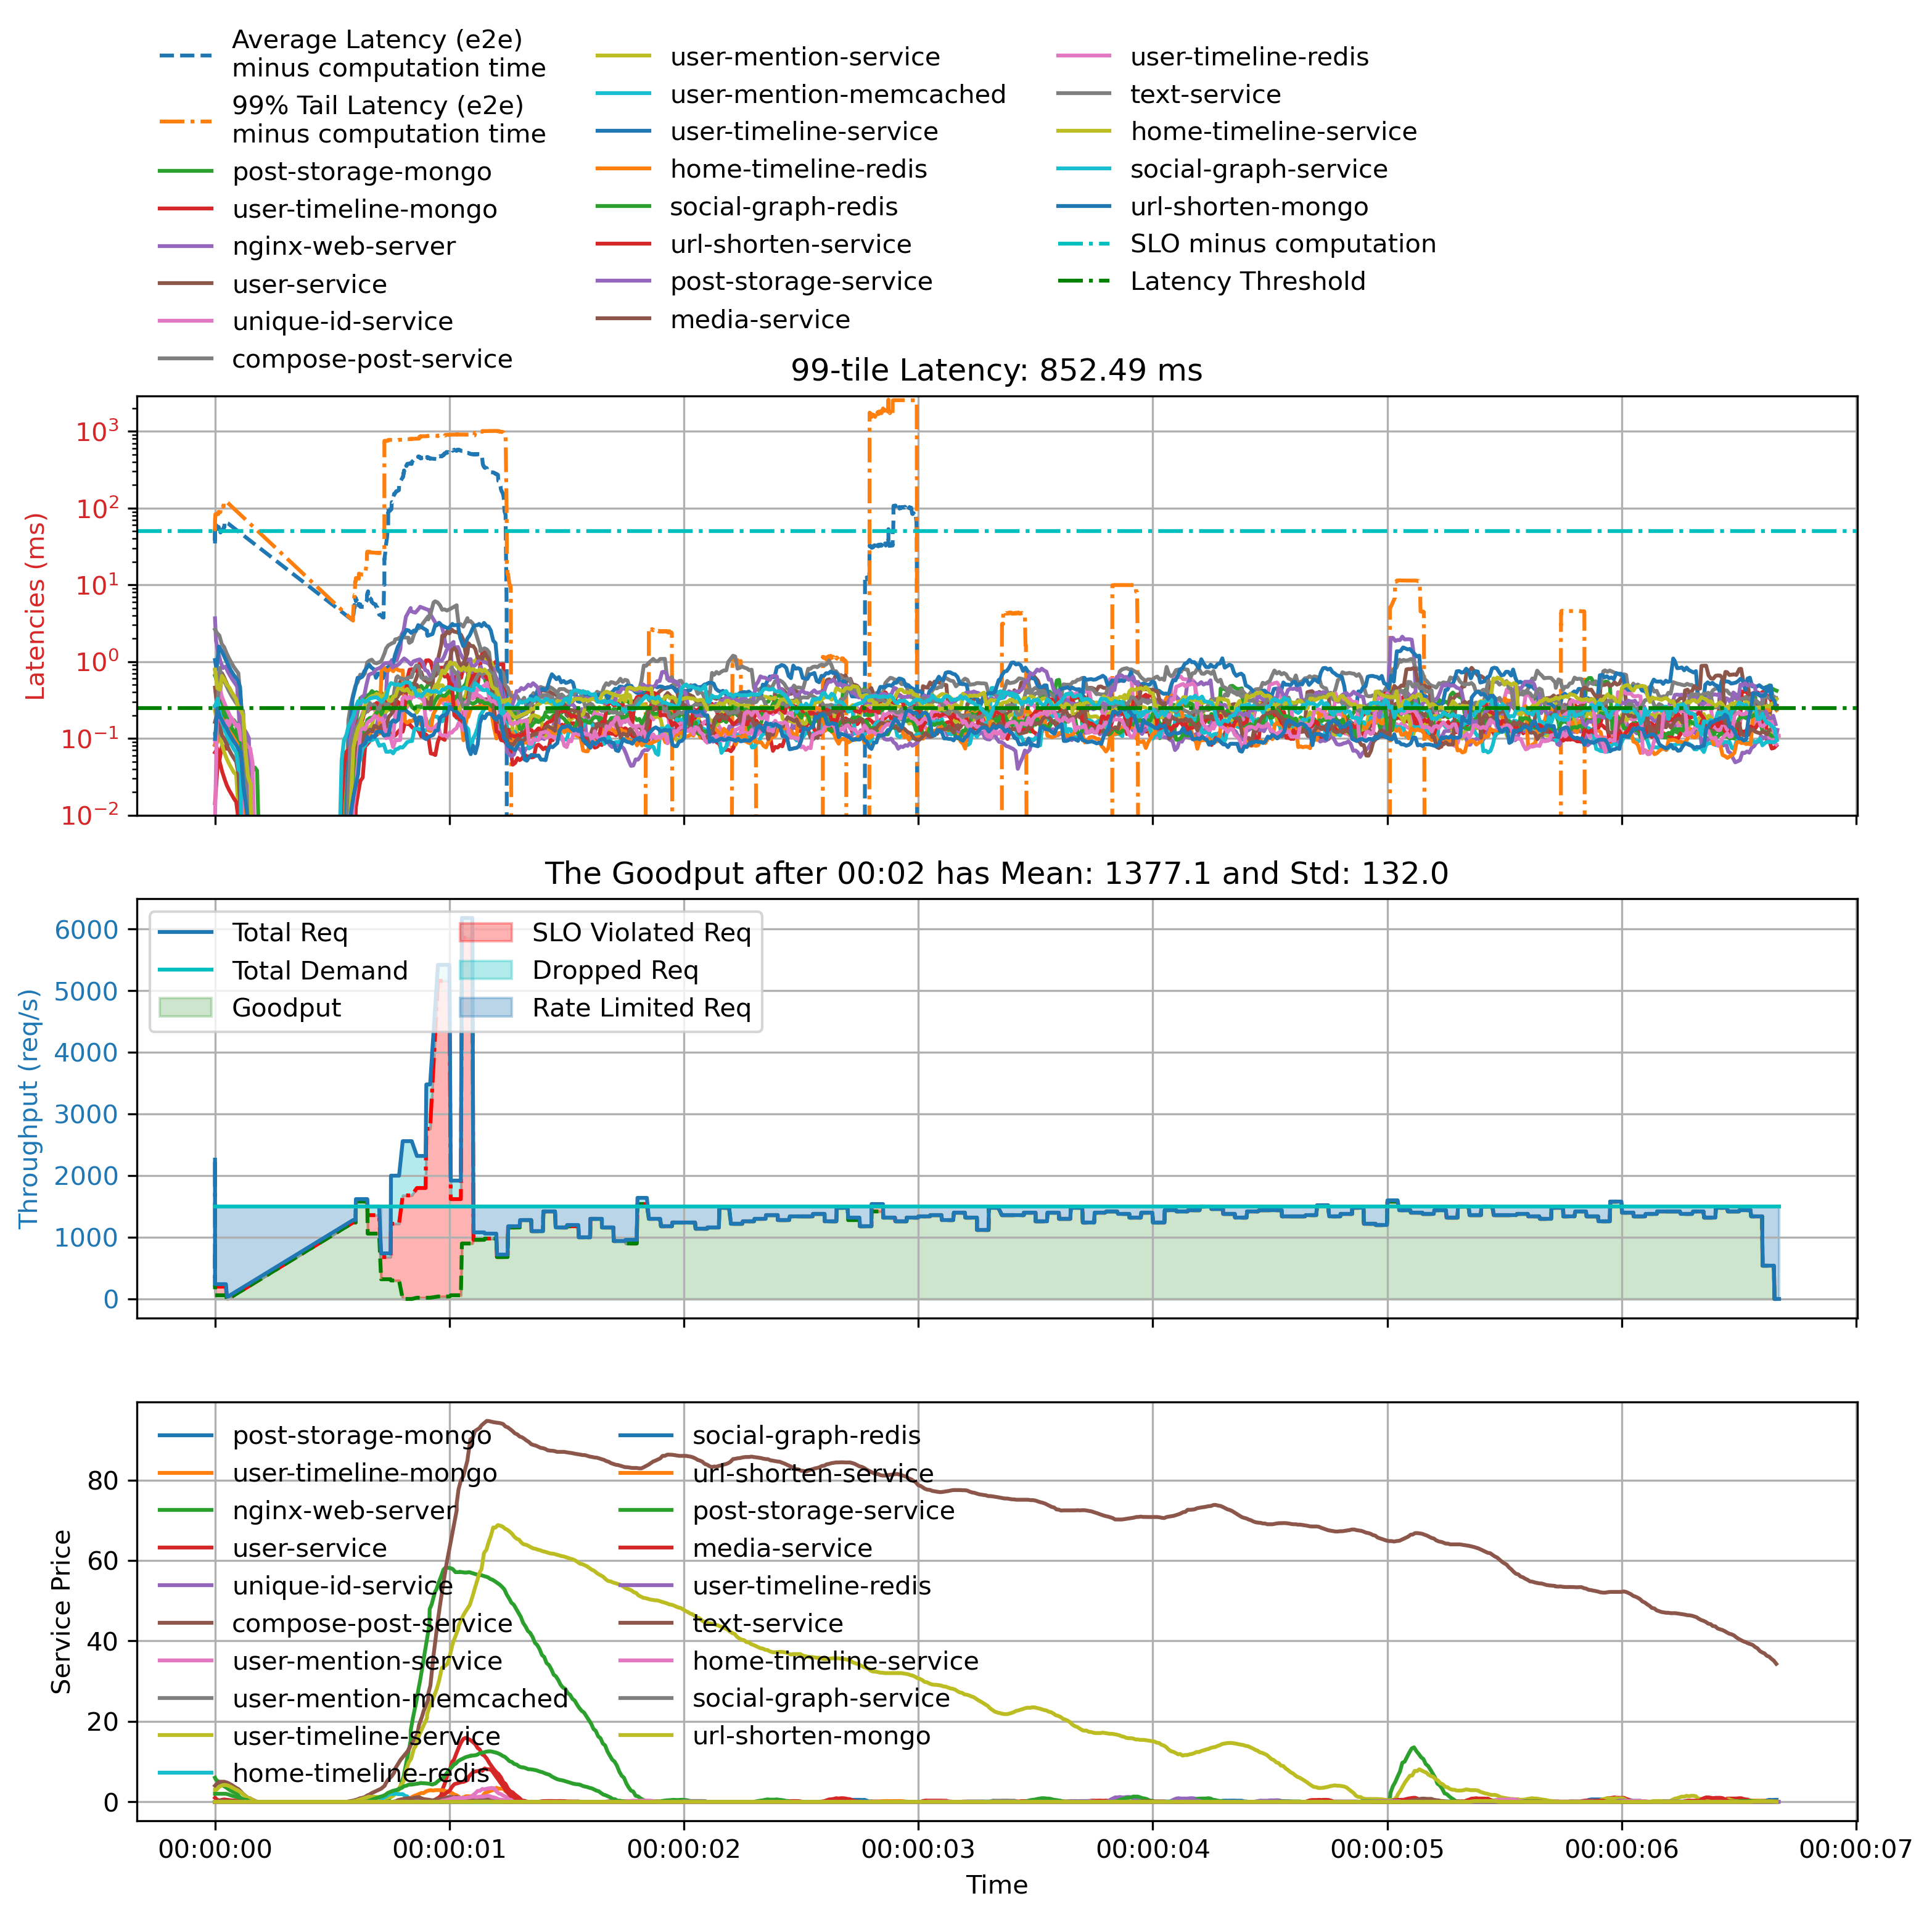 Average Latency (e2e)
minus computation time
99% Tail Latency (e2e)
minus computation time
post-storage-mongo
user-timeline-mongo
nginx-web-server
user-service
unique-id-service
compose-post-service
user-mention-service
user-mention-memcached
user-timeline-service
home-timeline-redis
social-graph-redis
url-shorten-service
post-storage-service
media-service
user-timeline-redis
text-service
home-timeline-service
social-graph-service
url-shorten-mongo
SLO minus computation
Latency Threshold
99-tile Latency: 852.49 ms
Latencies (ms)
10³
10²
10¹
10⁰
10⁻¹
10⁻²
The Goodput after 00:02 has Mean: 1377.1 and Std: 132.0
Throughput (req/s)
6000
5000
4000
3000
2000
1000
0
Total Req
Total Demand
Goodput
SLO Violated Req
Dropped Req
Rate Limited Req
Service Price
80
60
40
20
0
post-storage-mongo
user-timeline-mongo
nginx-web-server
user-service
unique-id-service
compose-post-service
user-mention-service
user-mention-memcached
user-timeline-service
home-timeline-redis
social-graph-redis
url-shorten-service
post-storage-service
media-service
user-timeline-redis
text-service
home-timeline-service
social-graph-service
url-shorten-mongo
00:00:00 00:00:01 00:00:02 00:00:03 00:00:04 00:00:05 00:00:06 00:00:07
Time